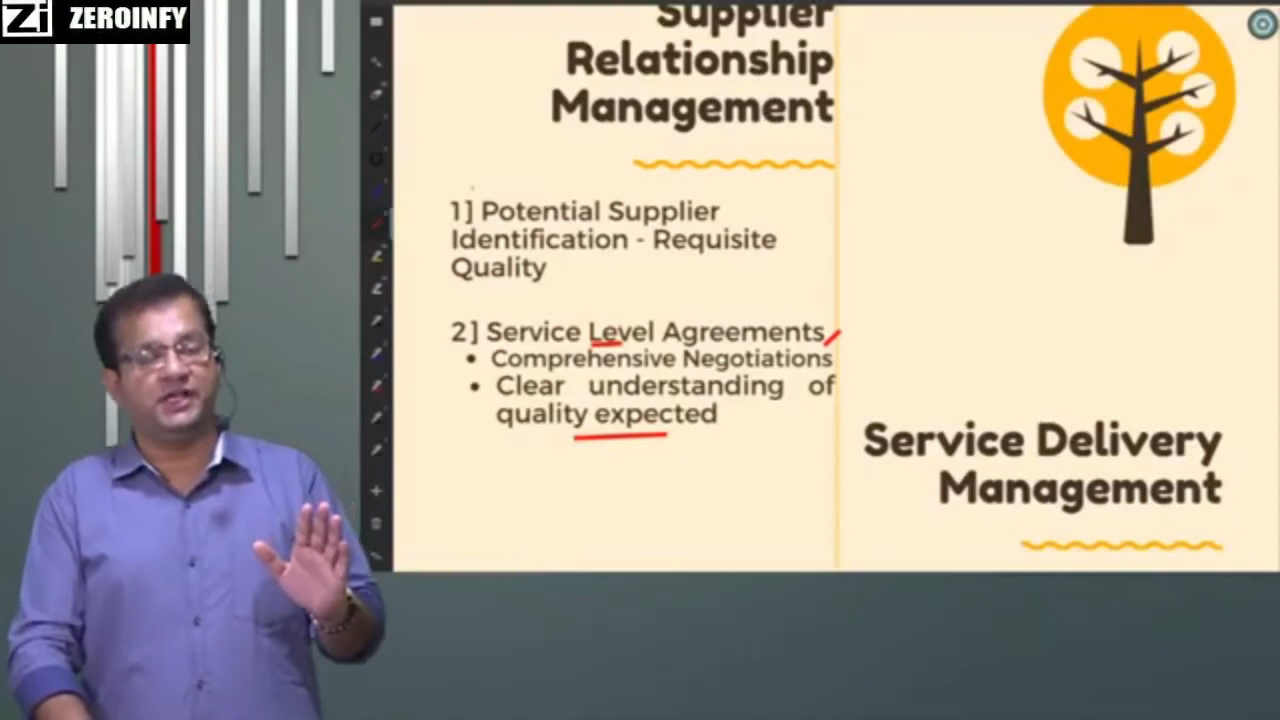 Zi ZEROINFY
Supplier
Relationship
Management
1] Potential Supplier
Identification - Requisite
Quality
2] Service Level Agreements
• Comprehensive Negotiations
• Clear understanding of
quality expected
Service Delivery
Management